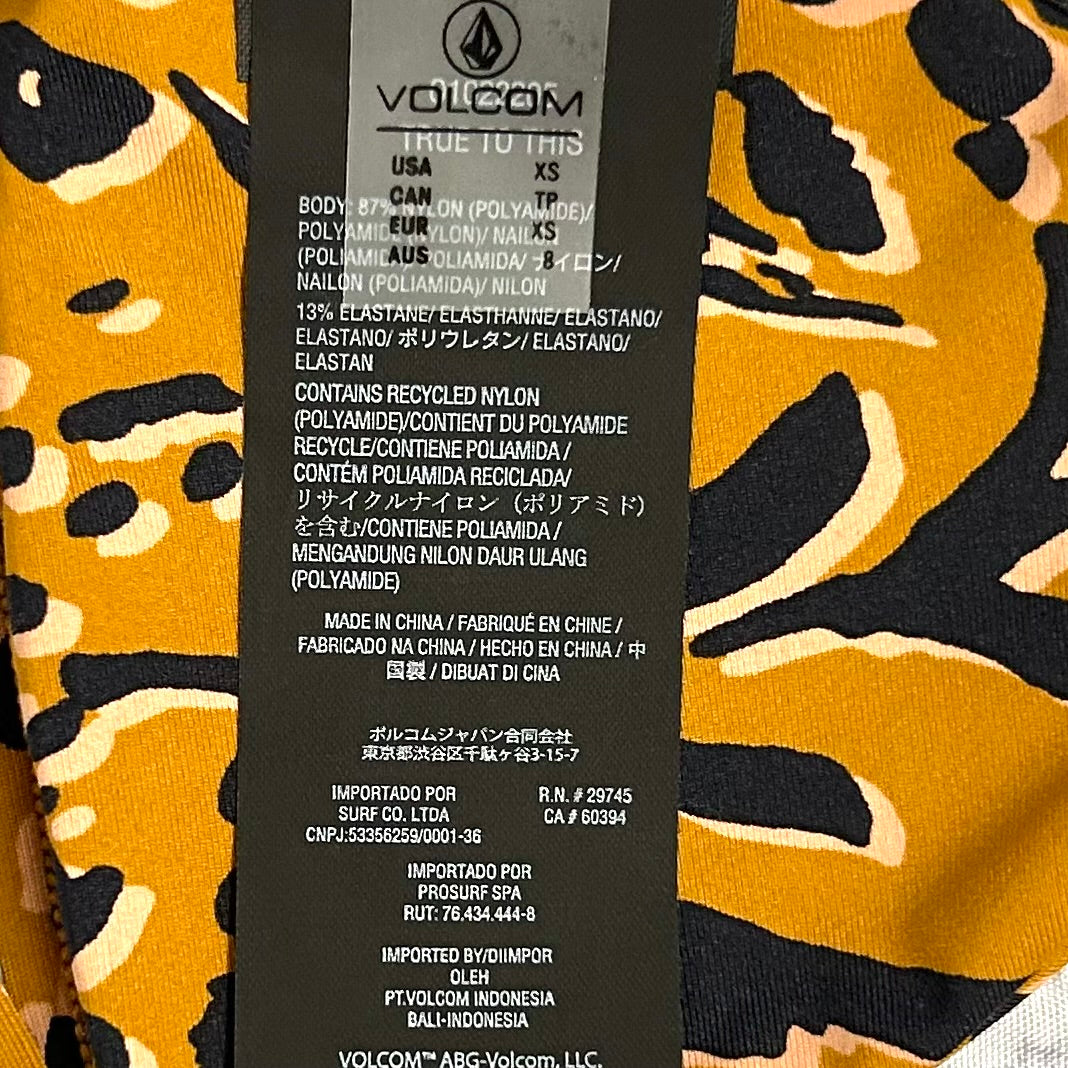 VOLCOM
TRUE TO THIS
USA XS
CAN TP
EUR XS
AUS 8
BODY: 87% NYLON (POLYAMIDE)/
POLYAMIDE (NYLON)/ NAILON
(POLIAMIDA)/ POLIAMIDA/ ナイロン/
NAILON (POLIAMIDA)/ NILON
13% ELASTANE/ ELASTHANNE/ ELASTANO/
ELASTANO/ ポリウレタン/ ELASTANO/
ELASTAN
CONTAINS RECYCLED NYLON
(POLYAMIDE)/CONTIENT DU POLYAMIDE
RECYCLE/CONTIENE POLIAMIDA /
CONTÉM POLIAMIDA RECICLADA/
リサイクルナイロン（ポリアミド）
を含む/CONTIENE POLIAMIDA /
MENGANDUNG NILON DAUR ULANG
(POLYAMIDE)
MADE IN CHINA / FABRIQUÉ EN CHINE /
FABRICADO NA CHINA / HECHO EN CHINA / 中
国製 / DIBUAT DI CINA
ボルコムジャパン合同会社
東京都渋谷区千駄ヶ谷3-15-7
IMPORTADO POR
SURF CO. LTDA
CNPJ:53356259/0001-36
R.N. # 29745
CA # 60394
IMPORTADO POR
PROSURF SPA
RUT: 76.434.444-8
IMPORTED BY/DIIMPOR
OLEH
PT.VOLCOM INDONESIA
BALI-INDONESIA
VOLCOM™ ABG-Volcom, LLC.